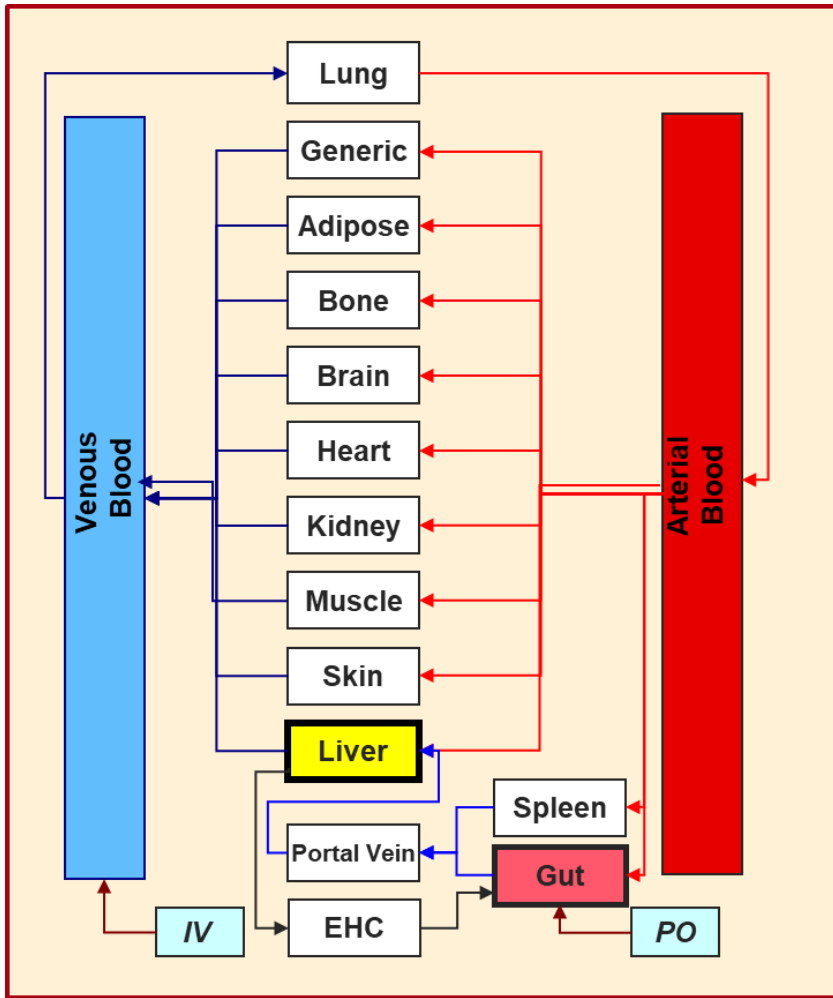 Lung
Generic
Adipose
Bone
Brain
Heart
Kidney
Muscle
Skin
Liver
Portal Vein
EHC
Spleen
Gut
Venous
Blood
Arterial
Blood
IV
PO